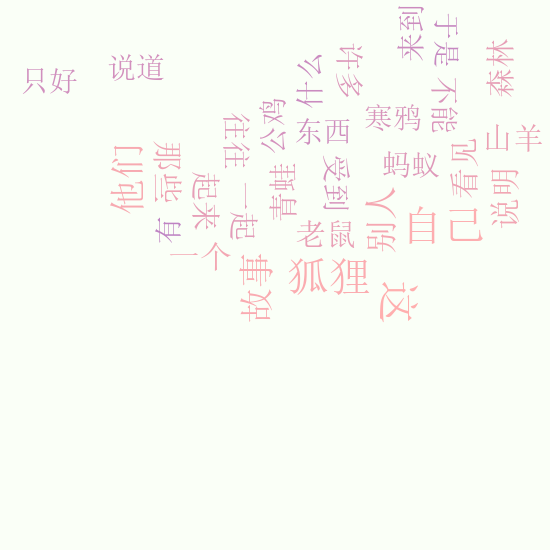 来到
于是
只好
说道
什么
许多
森林
不能
往往
公鸡
东西
寒鸦
山羊
他们
那些
起来
一起
青蛙
受到
蚂蚁
看见
说明
有
老鼠
别人
自己
一个
故事
狐狸
这